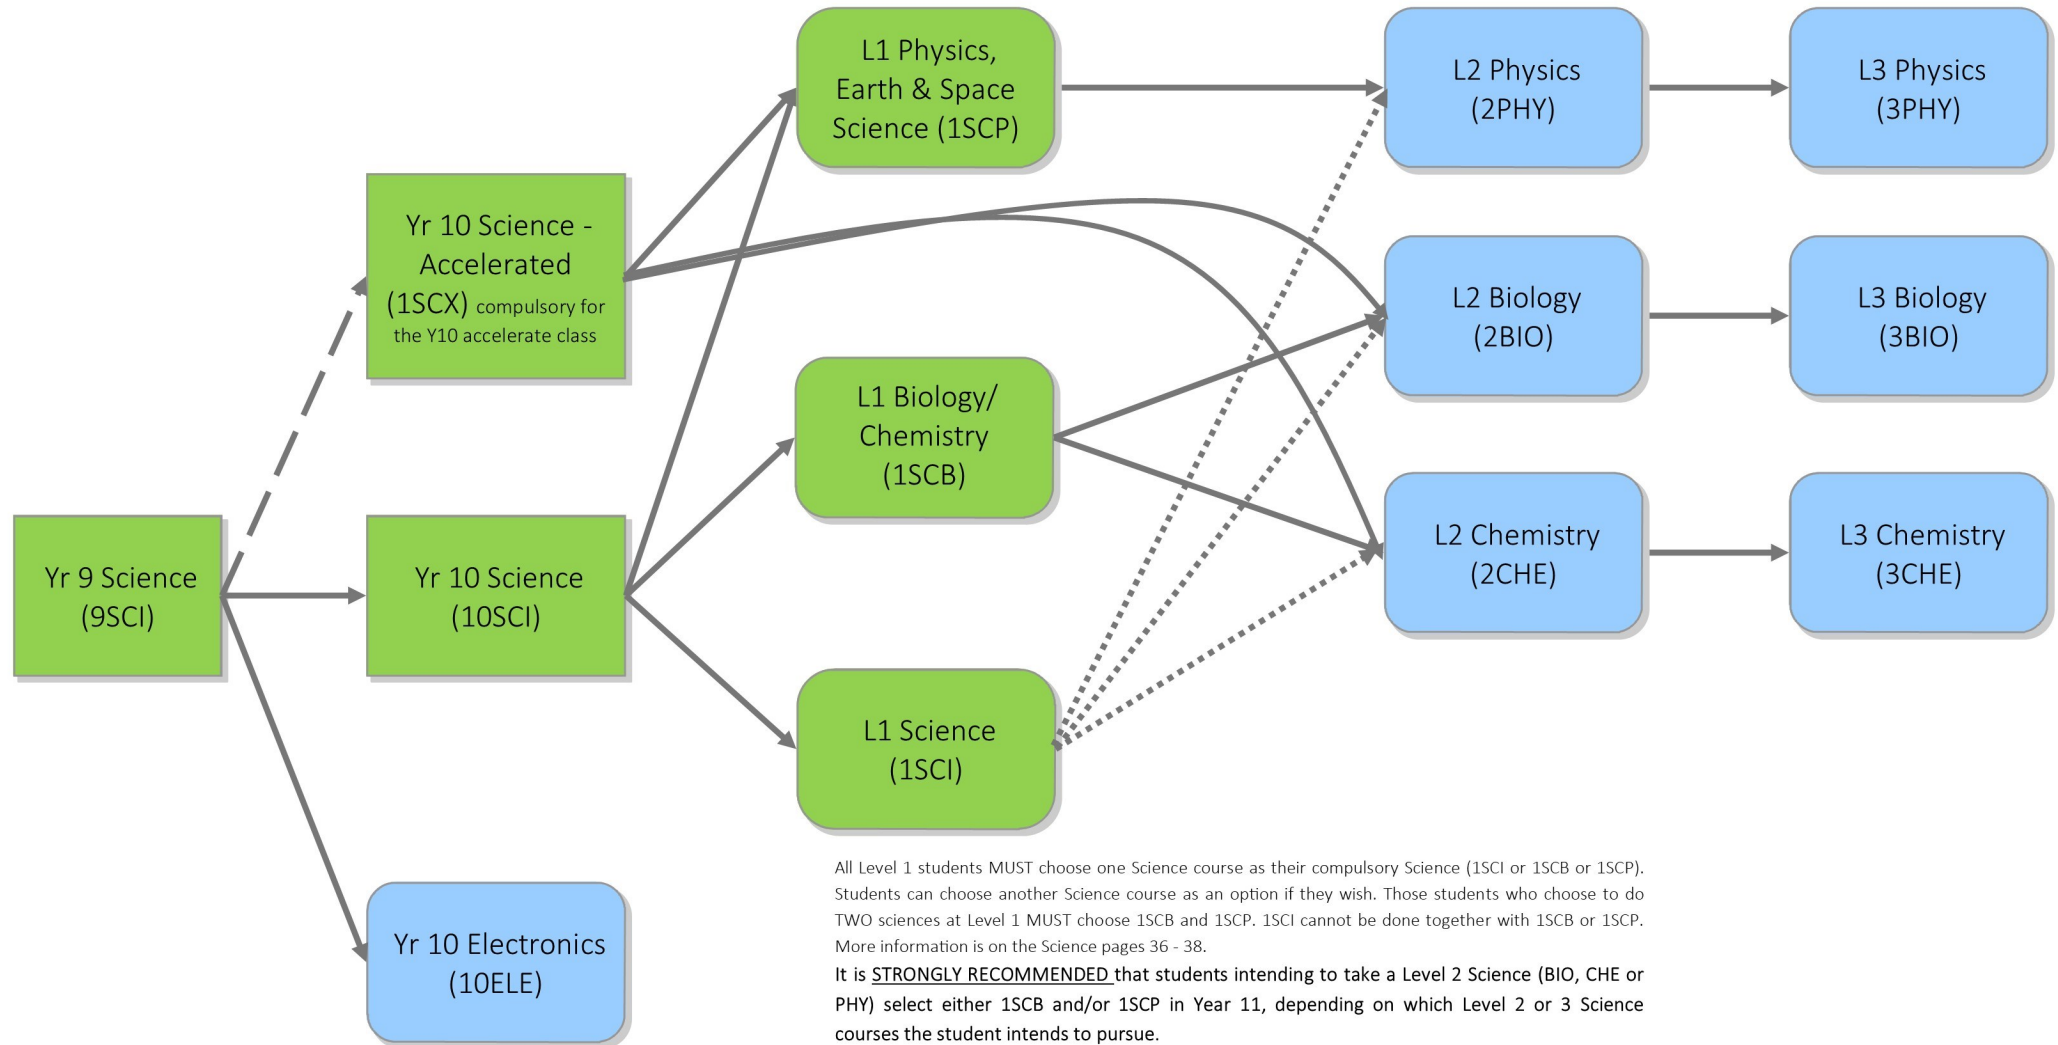 L1 Physics,
Earth & Space
Science (1SCP)
L2 Physics
(2PHY)
L3 Physics
(3PHY)
Yr 10 Science -
Accelerated
(1SCX) compulsory for
the Y10 accelerate class
L2 Biology
(2BIO)
L3 Biology
(3BIO)
L1 Biology/
Chemistry
(1SCB)
L2 Chemistry
(2CHE)
L3 Chemistry
(3CHE)
Yr 9 Science
(9SCI)
Yr 10 Science
(10SCI)
L1 Science
(1SCI)
Yr 10 Electronics
(10ELE)
All Level 1 students MUST choose one Science course as their compulsory Science (1SCI or 1SCB or 1SCP).
Students can choose another Science course as an option if they wish. Those students who choose to do
TWO sciences at Level 1 MUST choose 1SCB and 1SCP. 1SCI cannot be done together with 1SCB or 1SCP.
More information is on the Science pages 36 - 38.
It is STRONGLY RECOMMENDED that students intending to take a Level 2 Science (BIO, CHE or
PHY) select either 1SCB and/or 1SCP in Year 11, depending on which Level 2 or 3 Science
courses the student intends to pursue.